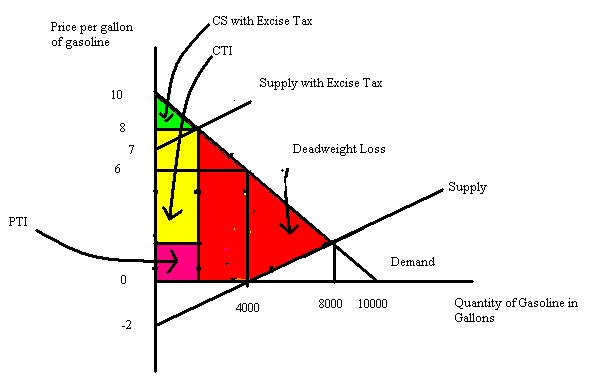 Price per gallon
of gasoline
CS with Excise Tax
CTI
Supply with Excise Tax
10
8
7
Deadweight Loss
6
Supply
PTI
Demand
0
4000
8000
10000
Quantity of Gasoline in
Gallons
-2